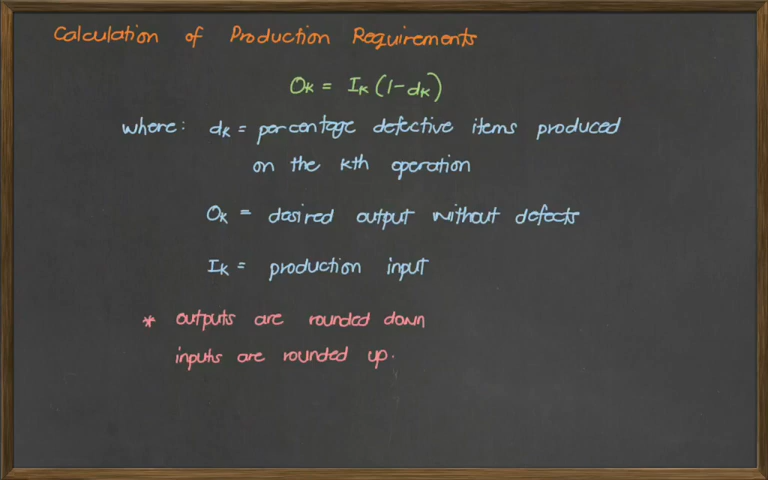 Calculation of Production Requirements
OK = IK (1-dK)
where: dK = percentage defective items produced
on the kth operation
OK = desired output without defects
IK = production input
* outputs are rounded down
inputs are rounded up.